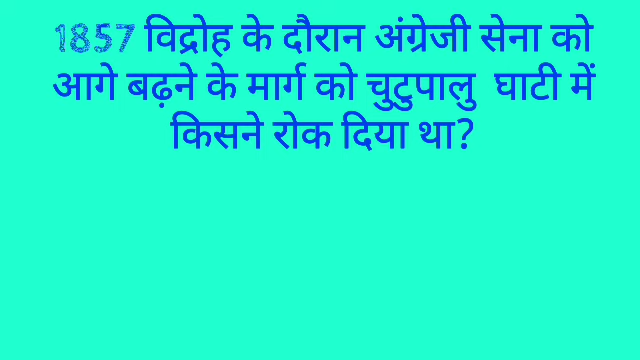 1857 विद्रोह के दौरान अंग्रेजी सेना को
आगे बढ़ने के मार्ग को चुटुपालु घाटी में
किसने रोक दिया था?